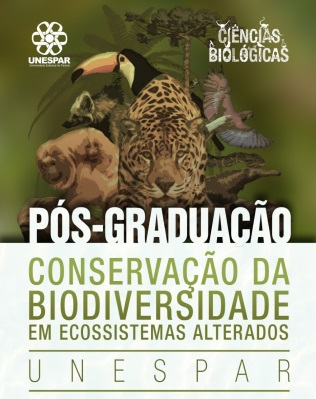 UNESPAR
CIÊNCIAS
BIOLÓGICAS
PÓS-GRADUAÇÃO
CONSERVAÇÃO DA
BIODIVERSIDADE
EM ECOSSISTEMAS ALTERADOS
UNESPAR